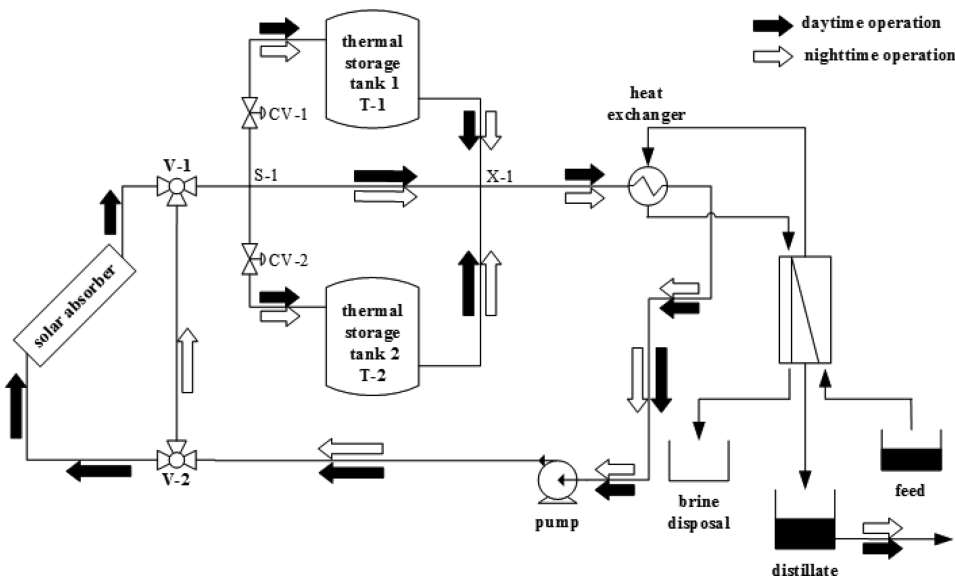 daytime operation
nighttime operation
thermal
storage
tank 1
T-1
CV-1
heat
exchanger
V-1
S-1
X-1
solar absorber
CV-2
thermal
storage
tank 2
T-2
V-2
pump
brine
disposal
feed
distillate